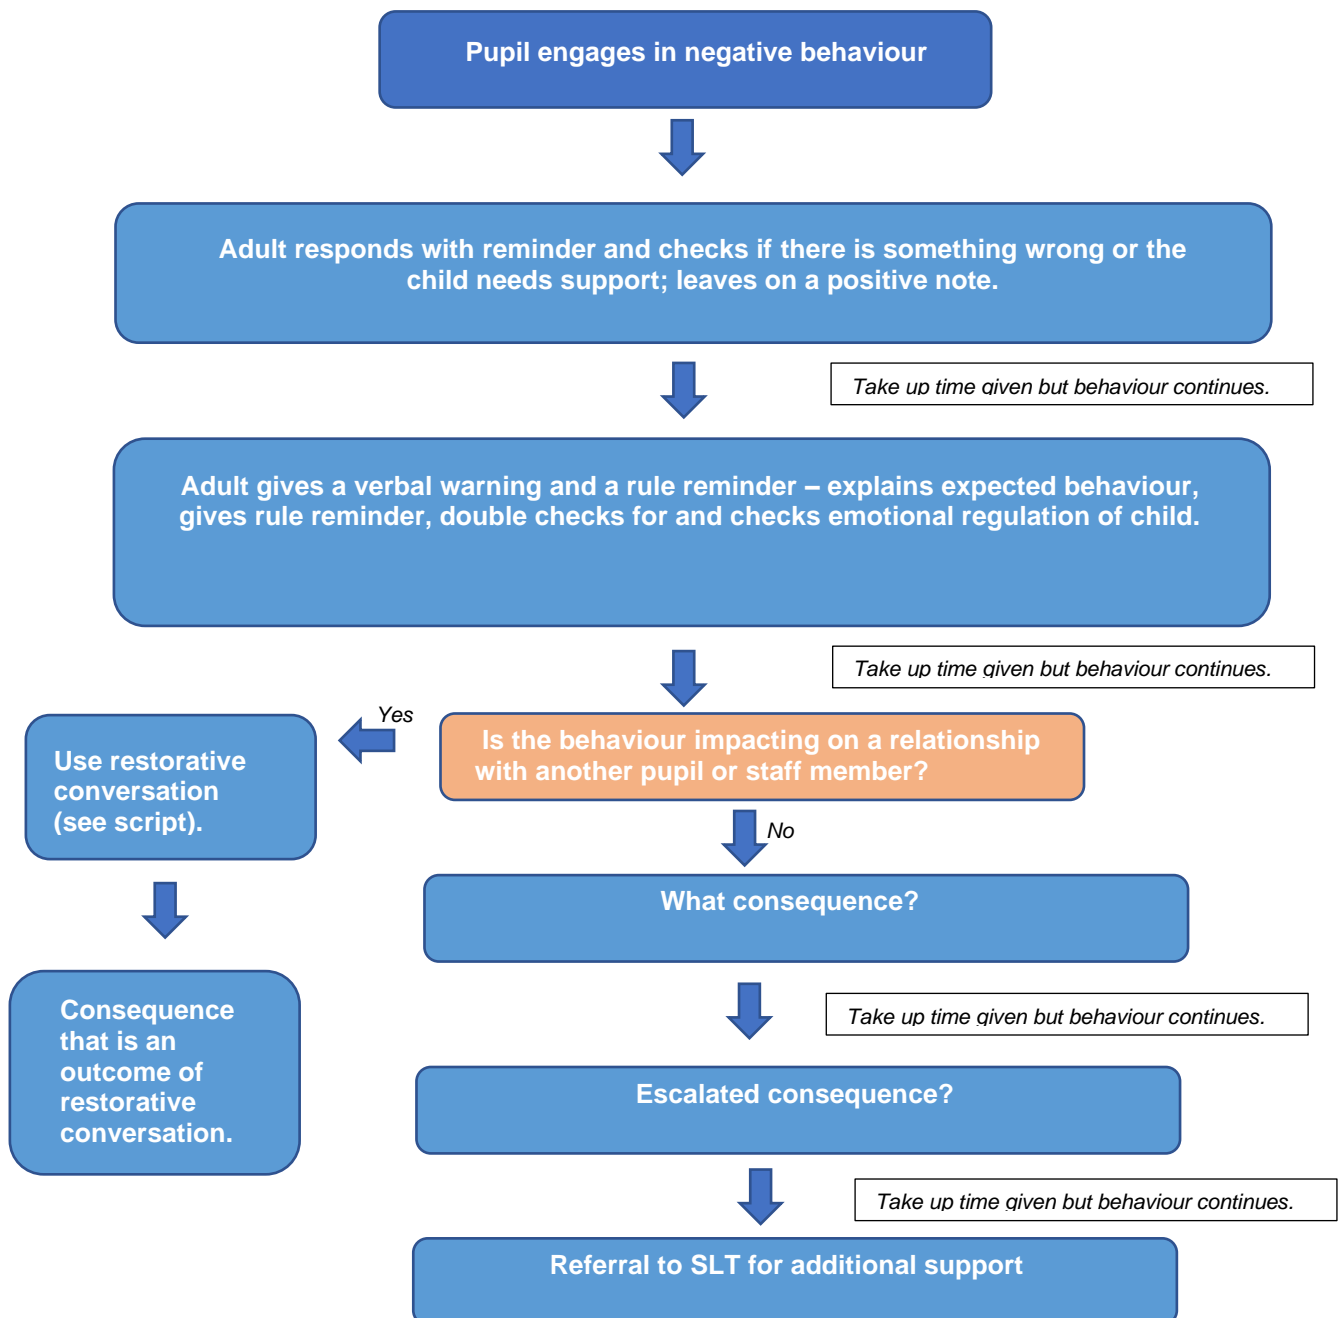 Pupil engages in negative behaviour
Adult responds with reminder and checks if there is something wrong or the
child needs support; leaves on a positive note.
Take up time given but behaviour continues.
Adult gives a verbal warning and a rule reminder – explains expected behaviour,
gives rule reminder, double checks for and checks emotional regulation of child.
Take up time given but behaviour continues.
Yes
Is the behaviour impacting on a relationship
with another pupil or staff member?
Use restorative
conversation
(see script).
No
What consequence?
Consequence
that is an
outcome of
restorative
conversation.
Take up time given but behaviour continues.
Escalated consequence?
Take up time given but behaviour continues.
Referral to SLT for additional support